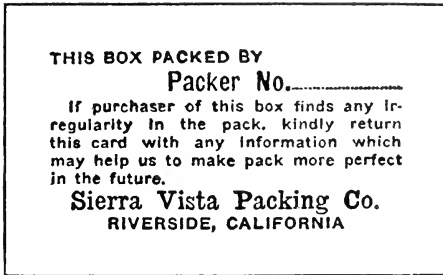 THIS BOX PACKED BY
Packer No...................
If purchaser of this box finds any ir-
regularity in the pack. kindly return
this card with any information which
may help us to make pack more perfect
in the future.
Sierra Vista Packing Co.
RIVERSIDE, CALIFORNIA